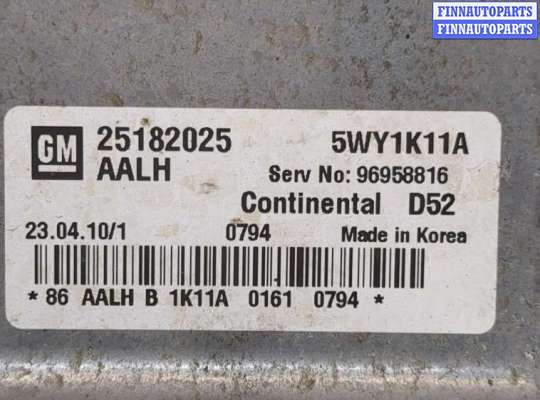 FINNAUTOPARTS
FINNAUTOPARTS
GM 25182025 5WY1K11A
AALH Serv No: 96958816
Continental D52
23.04.10/1 0794 Made in Korea
* 86 AALH B 1K11A 0161 0794 *